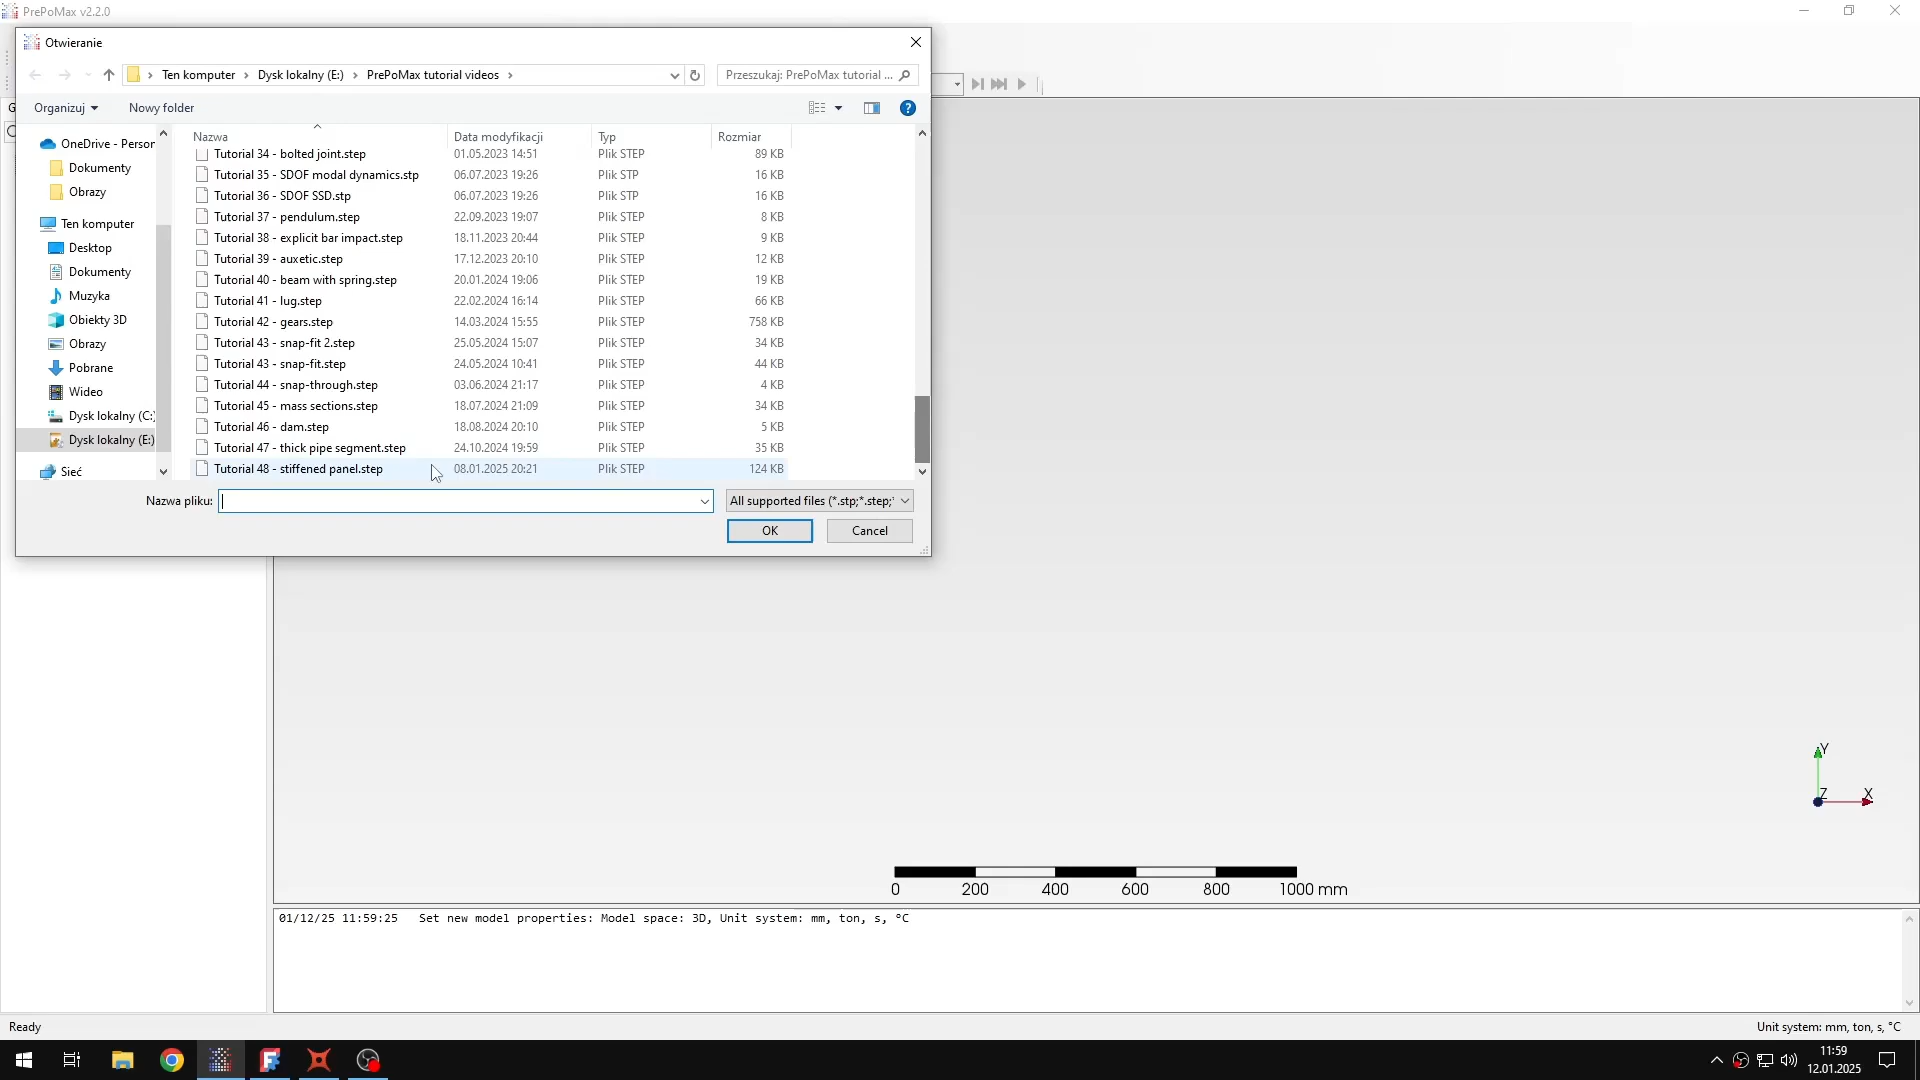 PrePoMax v2.2.0
Otwieranie
Ten komputer > Dysk lokalny (E:) > PrePoMax tutorial videos >
Przeszukaj: PrePoMax tutorial ...
Organizuj
Nowy folder
G
OneDrive - Person
Dokumenty
Obrazy
Ten komputer
Desktop
Dokumenty
Muzyka
Obiekty 3D
Obrazy
Pobrane
Wideo
Dysk lokalny (C:)
Dysk lokalny (E:)
Sieć
Nazwa Data modyfikacji Typ Rozmiar
Tutorial 34 - bolted joint.step 01.05.2023 14:51 Plik STEP 89 KB
Tutorial 35 - SDOF modal dynamics.stp 06.07.2023 19:26 Plik STP 16 KB
Tutorial 36 - SDOF SSD.stp 06.07.2023 19:26 Plik STP 16 KB
Tutorial 37 - pendulum.step 22.09.2023 19:07 Plik STEP 8 KB
Tutorial 38 - explicit bar impact.step 18.11.2023 20:44 Plik STEP 9 KB
Tutorial 39 - auxetic.step 17.12.2023 20:10 Plik STEP 12 KB
Tutorial 40 - beam with spring.step 20.01.2024 19:06 Plik STEP 19 KB
Tutorial 41 - lug.step 22.02.2024 16:14 Plik STEP 66 KB
Tutorial 42 - gears.step 14.03.2024 15:55 Plik STEP 758 KB
Tutorial 43 - snap-fit 2.step 25.05.2024 15:07 Plik STEP 34 KB
Tutorial 43 - snap-fit.step 24.05.2024 10:41 Plik STEP 44 KB
Tutorial 44 - snap-through.step 03.06.2024 21:17 Plik STEP 4 KB
Tutorial 45 - mass sections.step 18.07.2024 21:09 Plik STEP 34 KB
Tutorial 46 - dam.step 18.08.2024 20:10 Plik STEP 5 KB
Tutorial 47 - thick pipe segment.step 24.10.2024 19:59 Plik STEP 35 KB
Tutorial 48 - stiffened panel.step 08.01.2025 20:21 Plik STEP 124 KB
Nazwa pliku:
All supported files (*.stp;*.step;*
OK
Cancel
Y
Z X
0 200 400 600 800 1000 mm
01/12/25 11:59:25 Set new model properties: Model space: 3D, Unit system: mm, ton, s, °C
Ready
Unit system: mm, ton, s, °C
11:59
12.01.2025